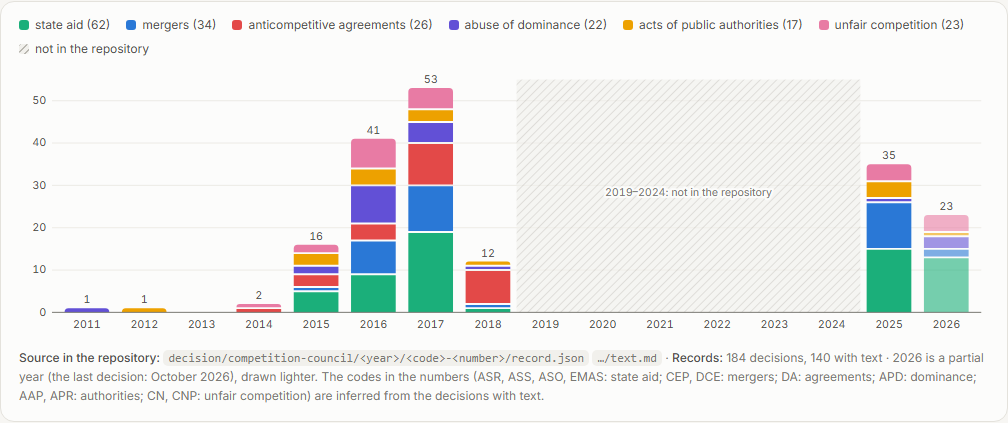 state aid (62) mergers (34) anticompetitive agreements (26) abuse of dominance (22) acts of public authorities (17) unfair competition (23)
not in the repository
53
50
41
40
35
30
2019–2024: not in the repository
23
20
16
12
10
2
1 1
0
2011 2012 2013 2014 2015 2016 2017 2018 2019 2020 2021 2022 2023 2024 2025 2026
Source in the repository: decision/competition-council/<year>/<code>-<number>/record.json …/text.md · Records: 184 decisions, 140 with text · 2026 is a partial
year (the last decision: October 2026), drawn lighter. The codes in the numbers (ASR, ASS, ASO, EMAS: state aid; CEP, DCE: mergers; DA: agreements; APD: dominance;
AAP, APR: authorities; CN, CNP: unfair competition) are inferred from the decisions with text.